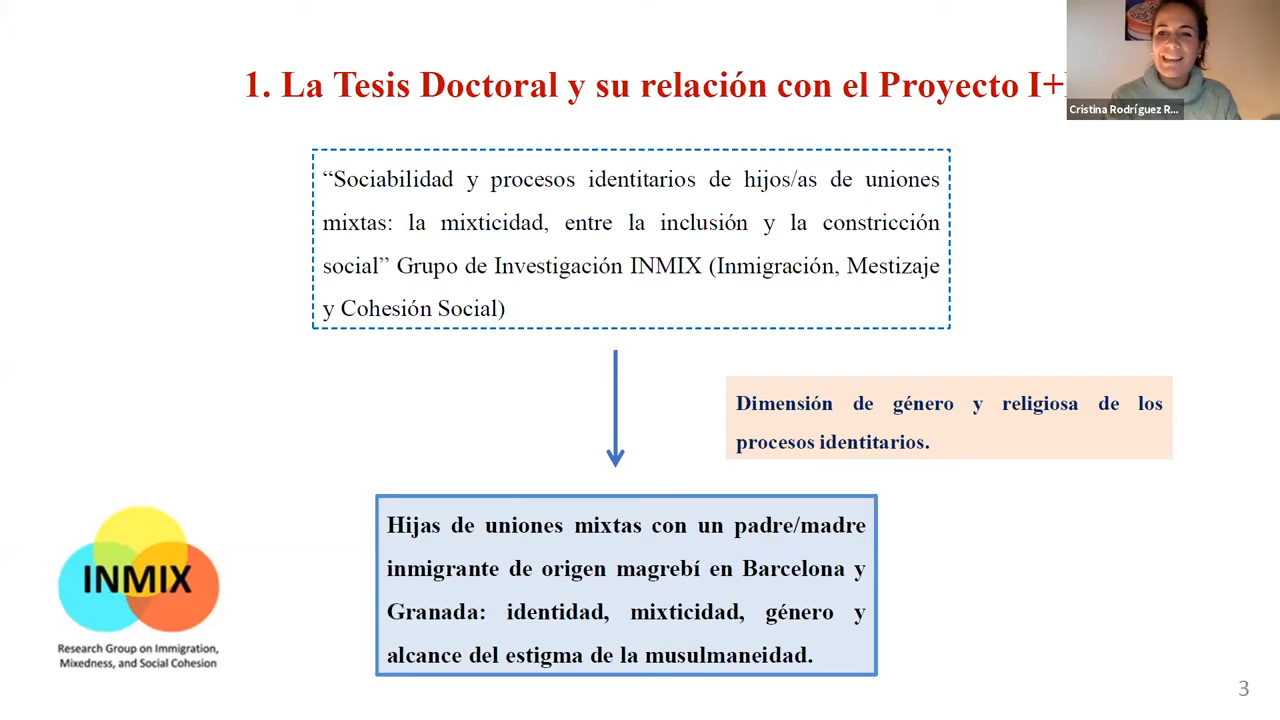 1. La Tesis Doctoral y su relación con el Proyecto I+
Cristina Rodríguez R...
“Sociabilidad y procesos identitarios de hijos/as de uniones
mixtas: la mixticidad, entre la inclusión y la constricción
social” Grupo de Investigación INMIX (Inmigración, Mestizaje
y Cohesión Social)
Dimensión de género y religiosa de los
procesos identitarios.
Hijas de uniones mixtas con un padre/madre
inmigrante de origen magrebí en Barcelona y
Granada: identidad, mixticidad, género y
alcance del estigma de la musulmaneidad.
INMIX
Research Group on Immigration,
Mixedness, and Social Cohesion
3